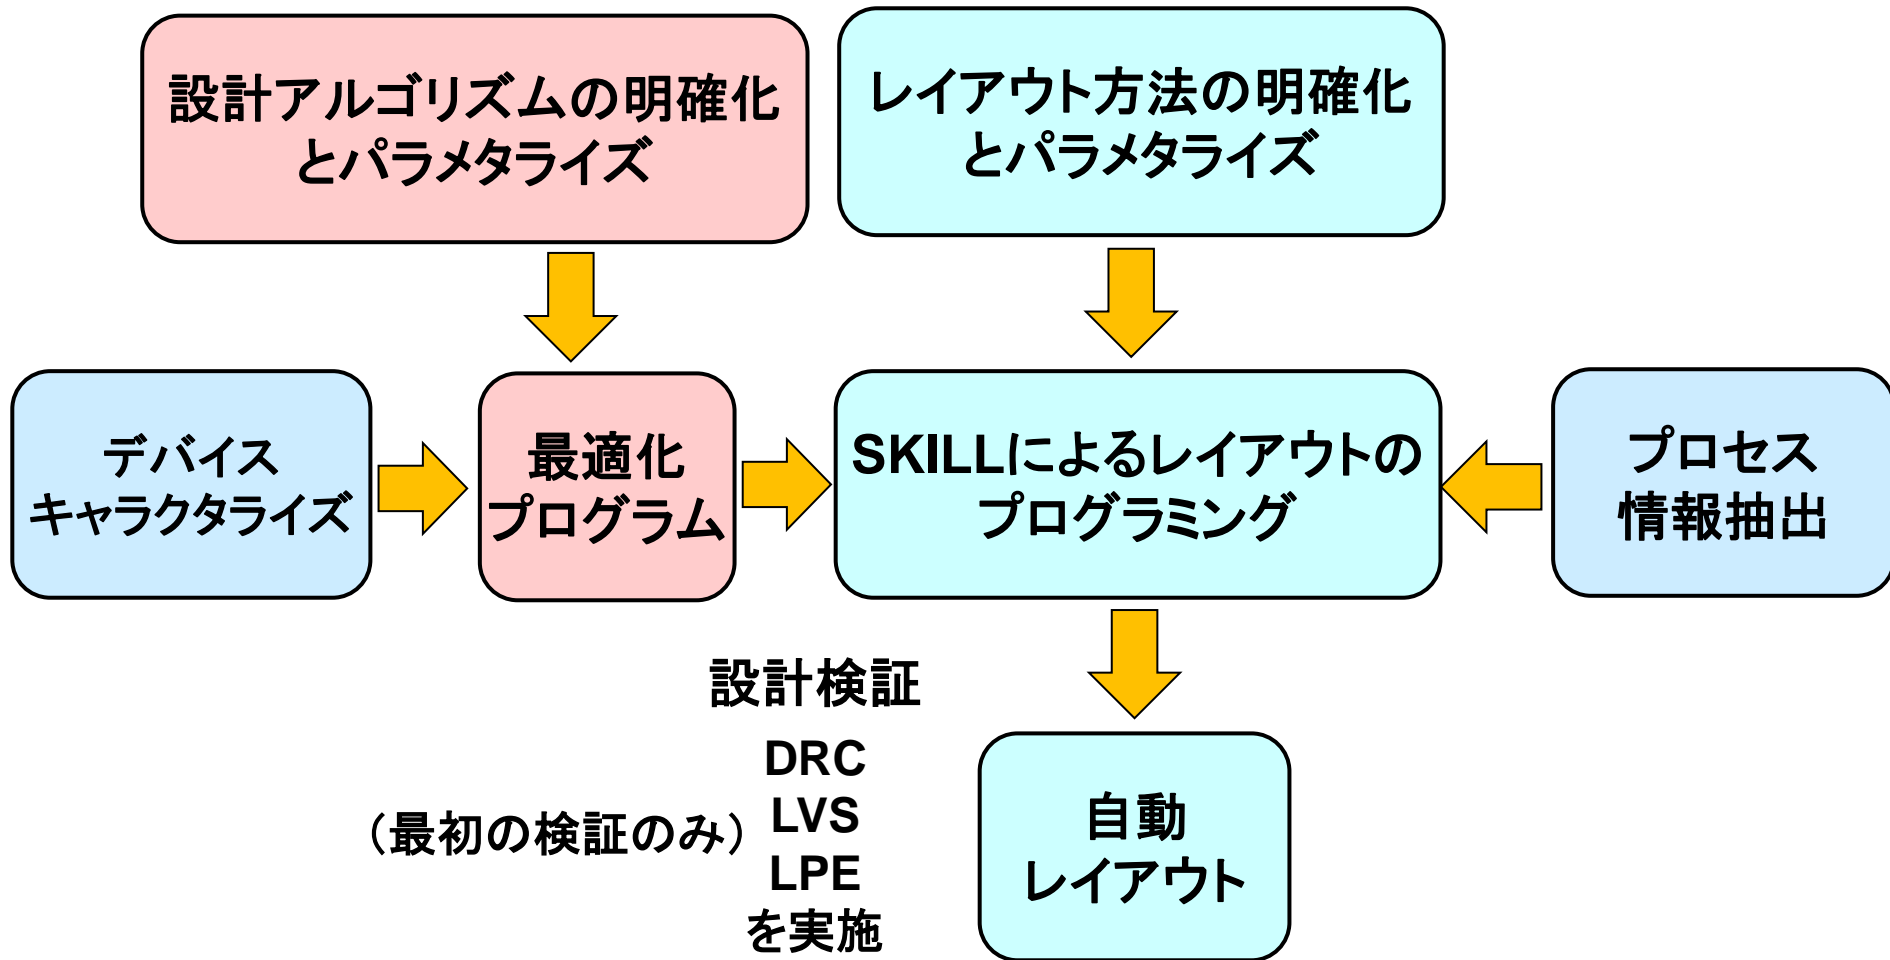 設計アルゴリズムの明確化
とパラメタライズ
レイアウト方法の明確化
とパラメタライズ
デバイス
キャラクタライズ
最適化
プログラム
SKILLによるレイアウトの
プログラミング
プロセス
情報抽出
設計検証
DRC
LVS
(最初の検証のみ)
LPE
を実施
自動
レイアウト